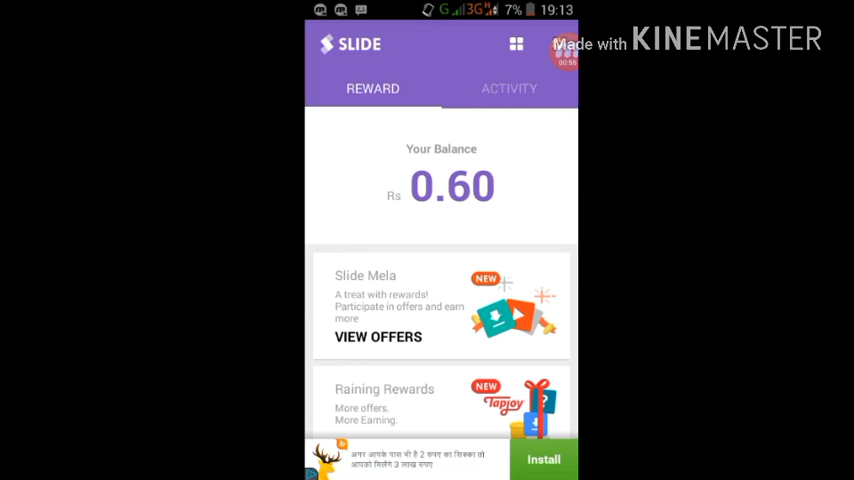 G 3G H 7% 19:13
SLIDE
Made with KINEMASTER
00:55
REWARD ACTIVITY
Your Balance
Rs 0.60
Slide Mela
NEW
A treat with rewards!
Participate in offers and earn
more
VIEW OFFERS
Raining Rewards
NEW
Tapjoy
?
More offers.
More Earning.
अगर आपके पास भी है 2 रुपए का सिक्का तो
आपको मिलेंगे 3 लाख रुपए
Install